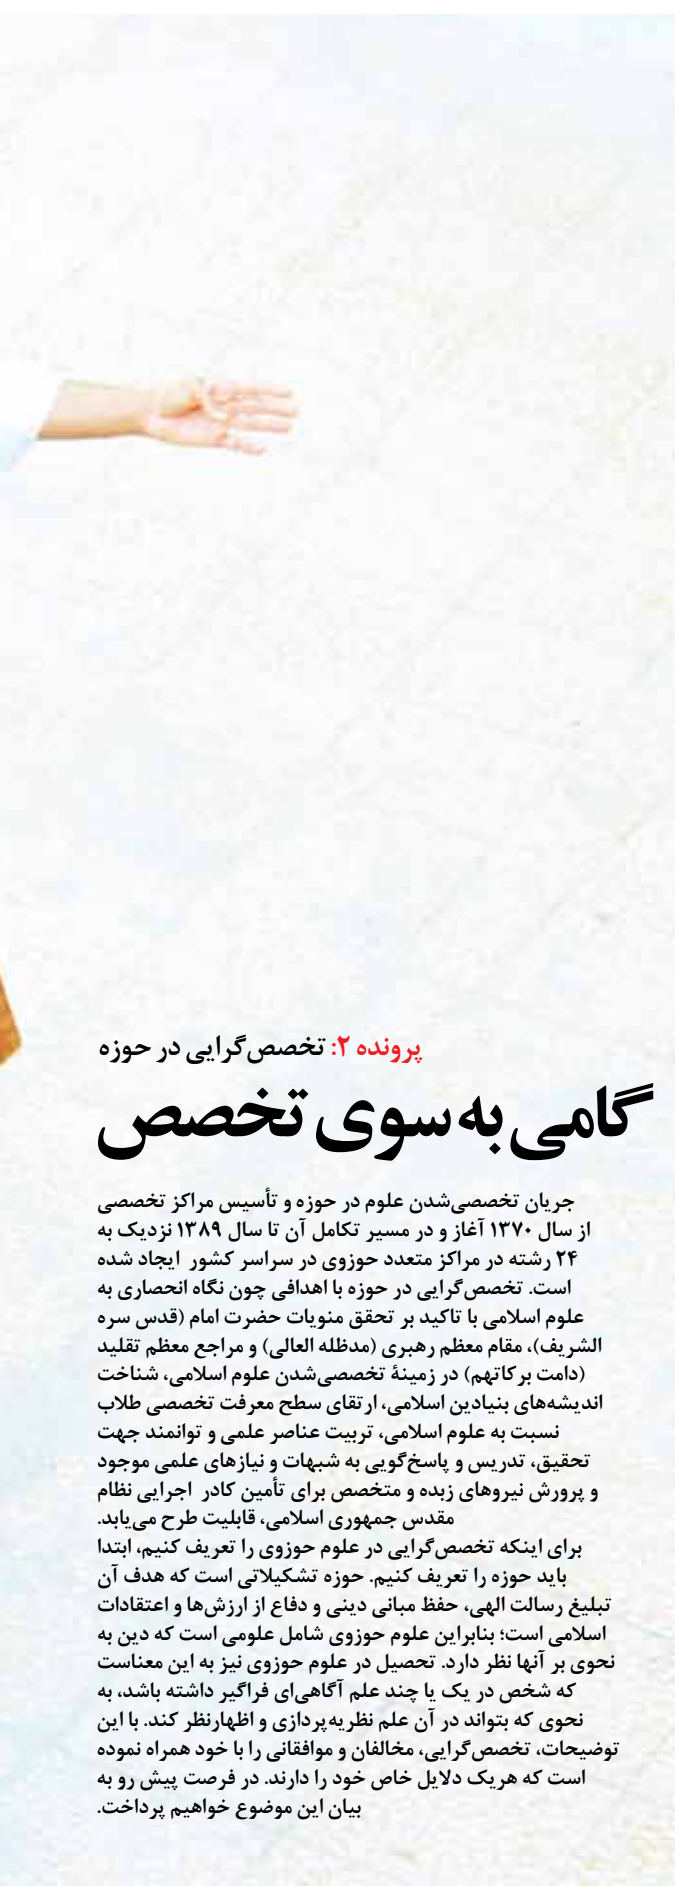 پرونده ۲: تخصص‌گرایی در حوزه
گامی به سوی تخصص
جریان تخصصی‌شدن علوم در حوزه و تأسیس مراکز تخصصی
از سال ۱۳۷۰ آغاز و در مسیر تکامل آن تا سال ۱۳۸۹ نزدیک به
۲۴ رشته در مراکز متعدد حوزوی در سراسر کشور ایجاد شده
است. تخصص‌گرایی در حوزه با اهدافی چون نگاه انحصاری به
علوم اسلامی با تاکید بر تحقق منویات حضرت امام (قدس سره
الشریف)، مقام معظم رهبری (مدظله العالی) و مراجع معظم تقلید
(دامت برکاتهم) در زمینهٔ تخصصی‌شدن علوم اسلامی، شناخت
اندیشه‌های بنیادین اسلامی، ارتقای سطح معرفت تخصصی طلاب
نسبت به علوم اسلامی، تربیت عناصر علمی و توانمند جهت
تحقیق، تدریس و پاسخ‌گویی به شبهات و نیازهای علمی موجود
و پرورش نیروهای زبده و متخصص برای تأمین کادر اجرایی نظام
مقدس جمهوری اسلامی، قابلیت طرح می‌یابد.
برای اینکه تخصص‌گرایی در علوم حوزوی را تعریف کنیم، ابتدا
باید حوزه را تعریف کنیم. حوزه تشکیلاتی است که هدف آن
تبلیغ رسالت الهی، حفظ مبانی دینی و دفاع از ارزش‌ها و اعتقادات
اسلامی است؛ بنابراین علوم حوزوی شامل علومی است که دین به
نحوی بر آنها نظر دارد. تحصیل در علوم حوزوی نیز به این معناست
که شخص در یک یا چند علم آگاهی‌ای فراگیر داشته باشد، به
نحوی که بتواند در آن علم نظریه‌پردازی و اظهارنظر کند. با این
توضیحات، تخصص‌گرایی، مخالفان و موافقانی را با خود همراه نموده
است که هریک دلایل خاص خود را دارند. در فرصت پیش رو به
بیان این موضوع خواهیم پرداخت.